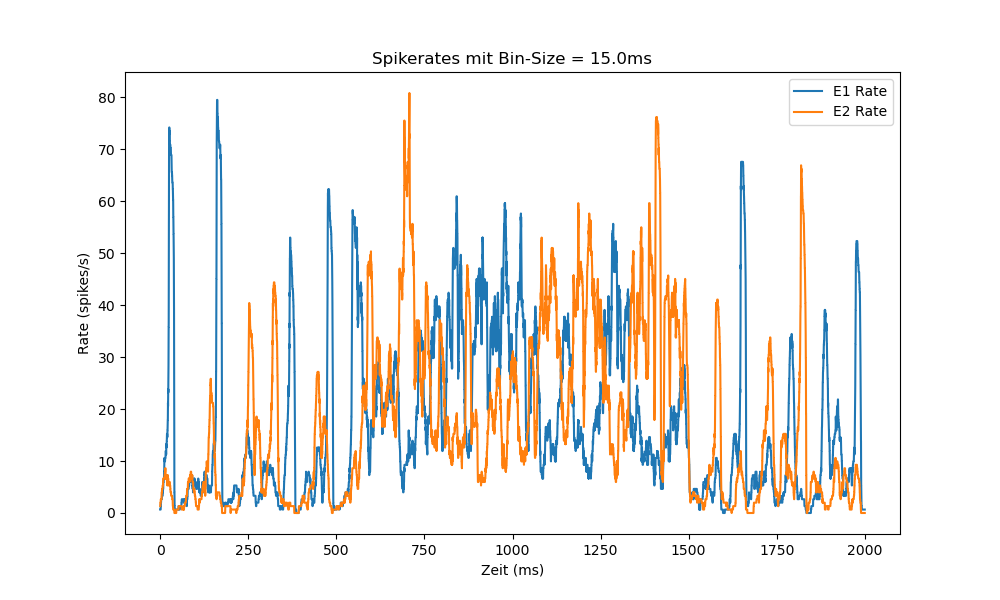 Spikerates mit Bin-Size = 15.0ms
E1 Rate
E2 Rate
80
70
60
50
40
30
20
10
0
Rate (spikes/s)
0 250 500 750 1000 1250 1500 1750 2000
Zeit (ms)